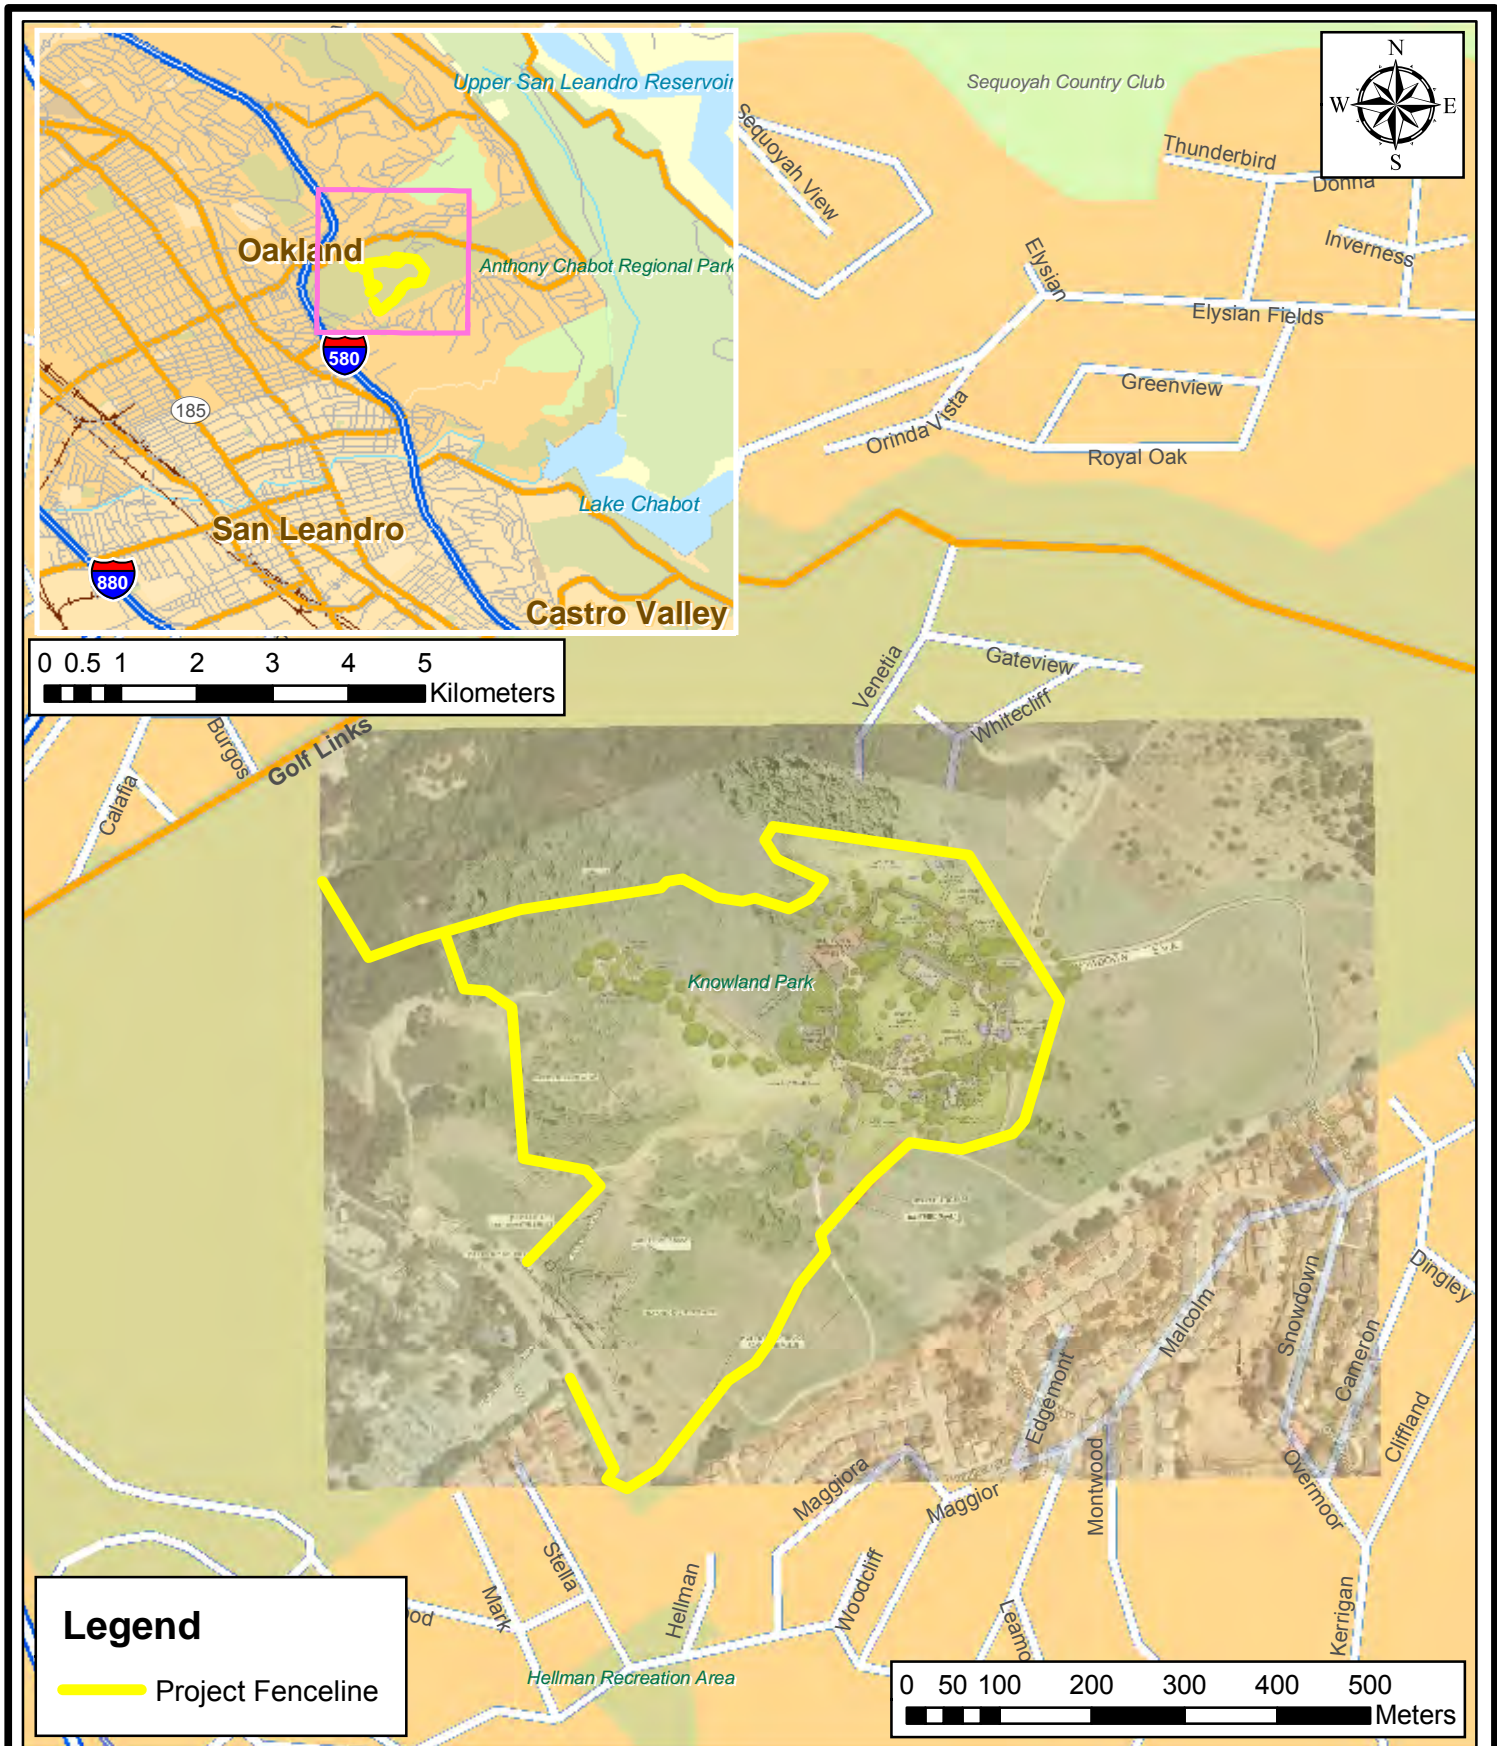 Upper San Leandro Reservoir
Oakland
Anthony Chabot Regional Park
580
185
Lake Chabot
San Leandro
880
Castro Valley
0 0.5 1 2 3 4 5
Kilometers
Sequoyah Country Club
N
W E
S
Sequoyah View
Thunderbird
Donna
Inverness
Elysian
Elysian Fields
Greenview
Orinda Vista
Royal Oak
Venetia
Gateview
Whitecliff
Burgos
Golf Links
Calafia
Knowland Park
Knowland Park
Malcolm
Snowdown
Dingley
Cameron
Edgemont
Cliffland
Montwood
Overmoor
Maggiora
Maggior
Stella
Mark
Hellman
Woodcliff
Leamo
Kerrigan
ood
Hellman Recreation Area
Legend
Project Fenceline
0 50 100 200 300 400 500
Meters